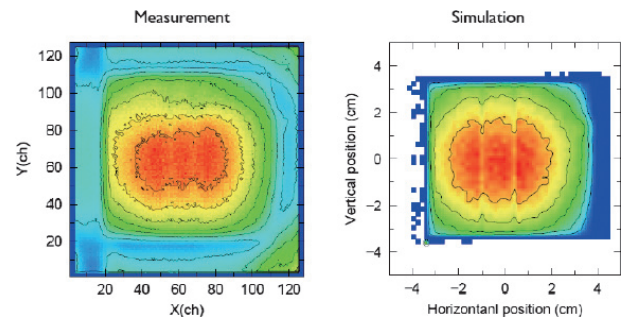 Measurement
Simulation
120
100
80
60
40
20
Y(ch)
20 40 60 80 100 120
X(ch)
4
2
0
−2
−4
Vertical position (cm)
−4 −2 0 2 4
Horizontanl position (cm)